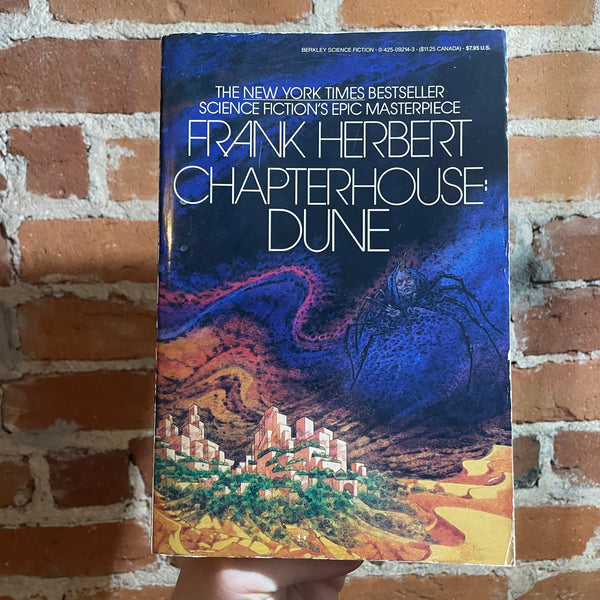 BERKLEY SCIENCE FICTION • 0-425-09214-3 • ($11.25 CANADA) • $7.95 U.S.
THE NEW YORK TIMES BESTSELLER
SCIENCE FICTION'S EPIC MASTERPIECE
FRANK HERBERT
CHAPTERHOUSE:
DUNE